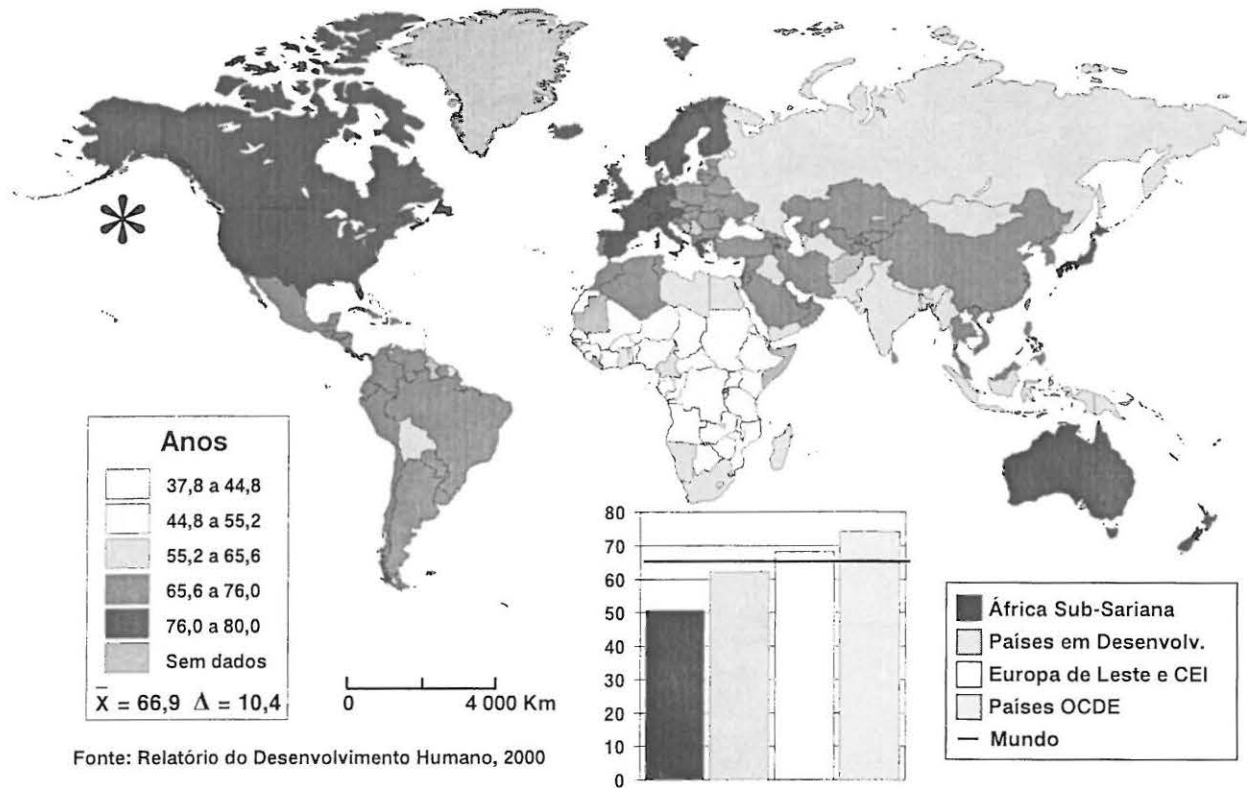 Anos
37,8 a 44,8
44,8 a 55,2
55,2 a 65,6
65,6 a 76,0
76,0 a 80,0
Sem dados
X̅ = 66,9 Δ = 10,4
0 4 000 Km
Fonte: Relatório do Desenvolvimento Humano, 2000
80
70
60
50
40
30
20
10
0
África Sub-Sariana
Países em Desenvolv.
Europa de Leste e CEI
Países OCDE
Mundo